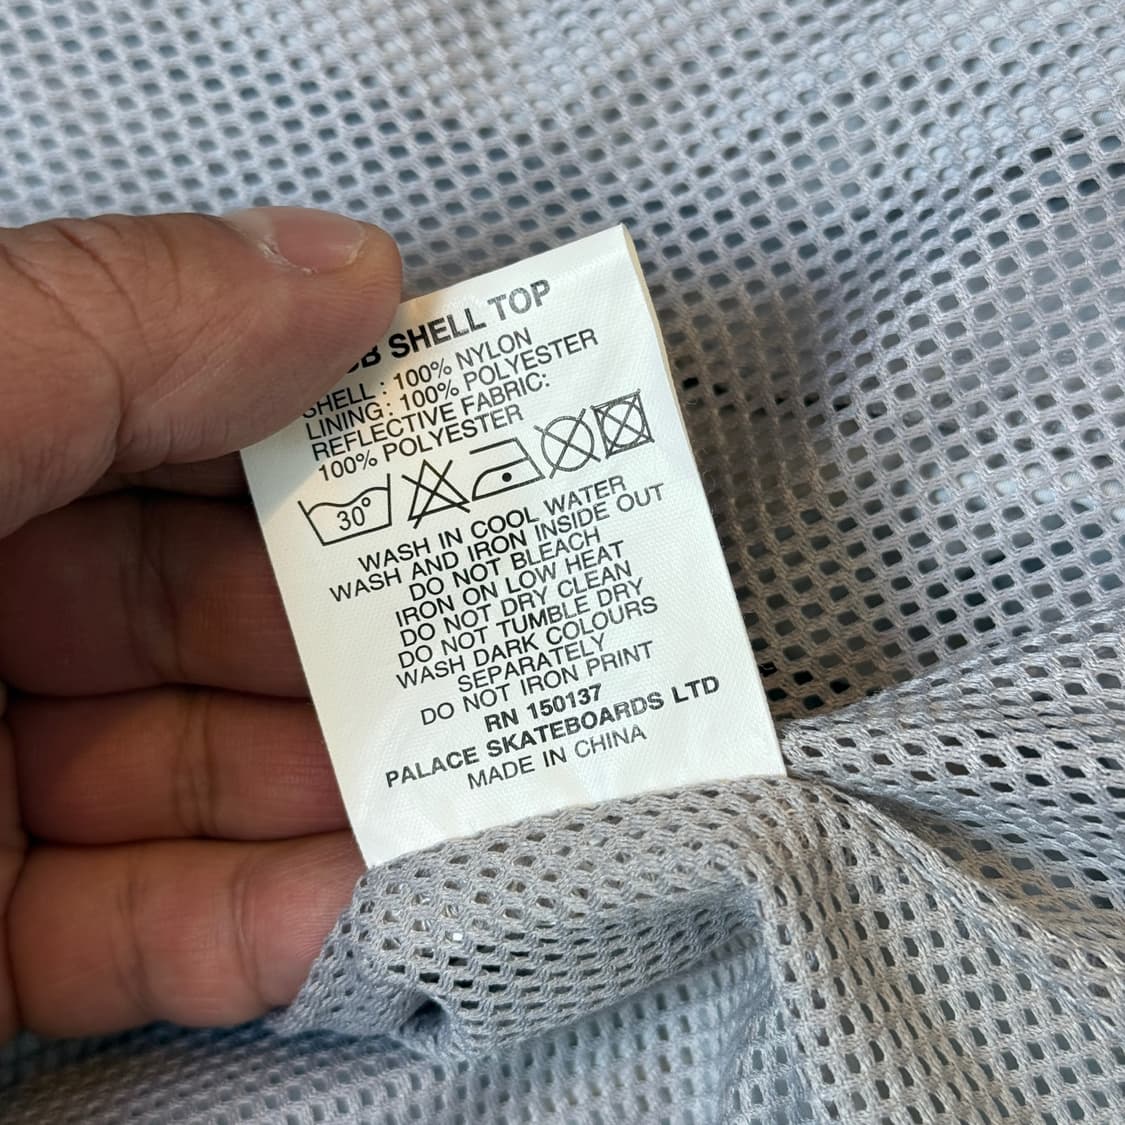 SHELL TOP
SHELL : 100% NYLON
LINING : 100% POLYESTER
REFLECTIVE FABRIC:
100% POLYESTER
30°
WASH IN COOL WATER
WASH AND IRON INSIDE OUT
DO NOT BLEACH
IRON ON LOW HEAT
DO NOT DRY CLEAN
DO NOT TUMBLE DRY
WASH DARK COLOURS
SEPARATELY
DO NOT IRON PRINT
RN 150137
PALACE SKATEBOARDS LTD
MADE IN CHINA